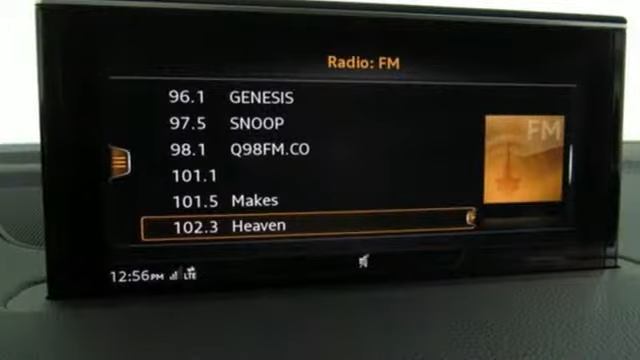 Radio: FM
96.1 GENESIS
97.5 SNOOP
98.1 Q98FM.CO
101.1
101.5 Makes
102.3 Heaven
FM
12:56PM LTE